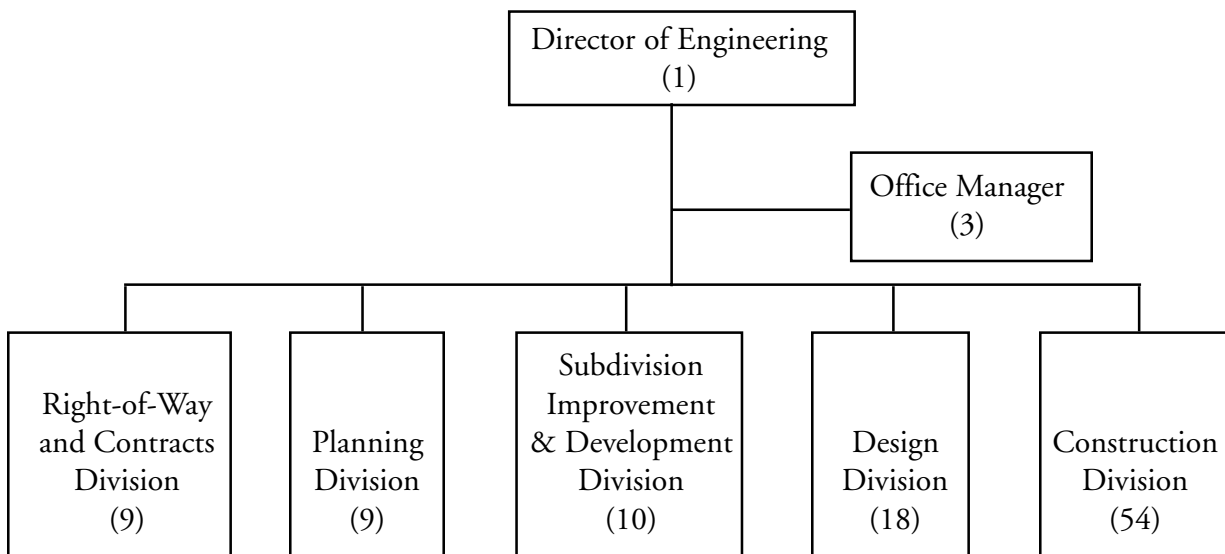 Director of Engineering
(1)
Office Manager
(3)
Right-of-Way
and Contracts
Division
(9)
Planning
Division
(9)
Subdivision
Improvement
& Development
Division
(10)
Design
Division
(18)
Construction
Division
(54)